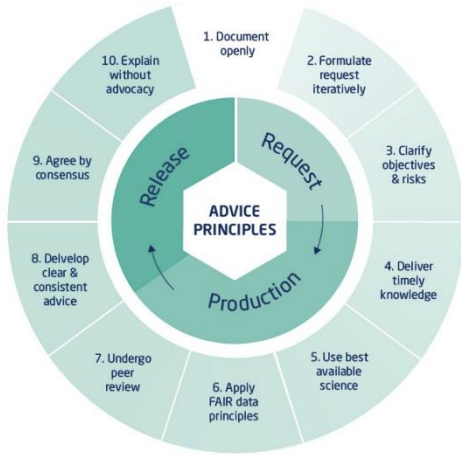 1. Document
openly
2. Formulate
request
iteratively
3. Clarify
objectives
& risks
4. Deliver
timely
knowledge
5. Use best
available
science
6. Apply
FAIR data
principles
7. Undergo
peer
review
8. Delvelop
clear &
consistent
advice
9. Agree by
consensus
10. Explain
without
advocacy
Request
Production
Release
ADVICE
PRINCIPLES